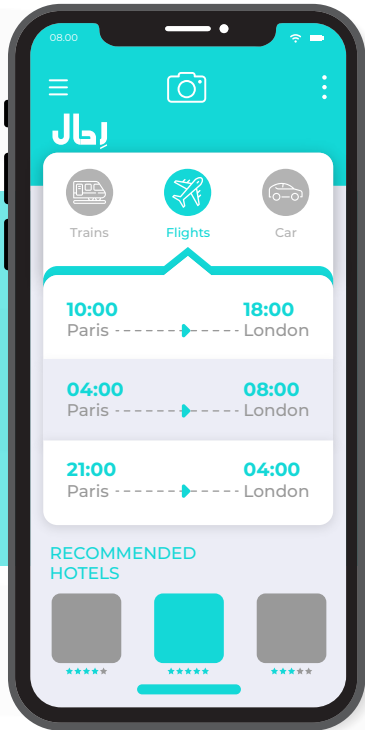 08.00
رحال
Trains Flights Car
10:00 18:00
Paris London
04:00 08:00
Paris London
21:00 04:00
Paris London
RECOMMENDED
HOTELS